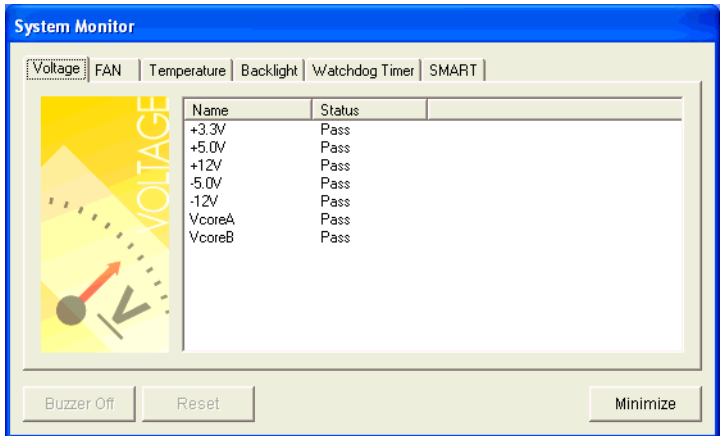 System Monitor
Voltage FAN Temperature Backlight Watchdog Timer SMART
VOLTAGE
V
Name Status
+3.3V Pass
+5.0V Pass
+12V Pass
-5.0V Pass
-12V Pass
VcoreA Pass
VcoreB Pass
Buzzer Off Reset Minimize